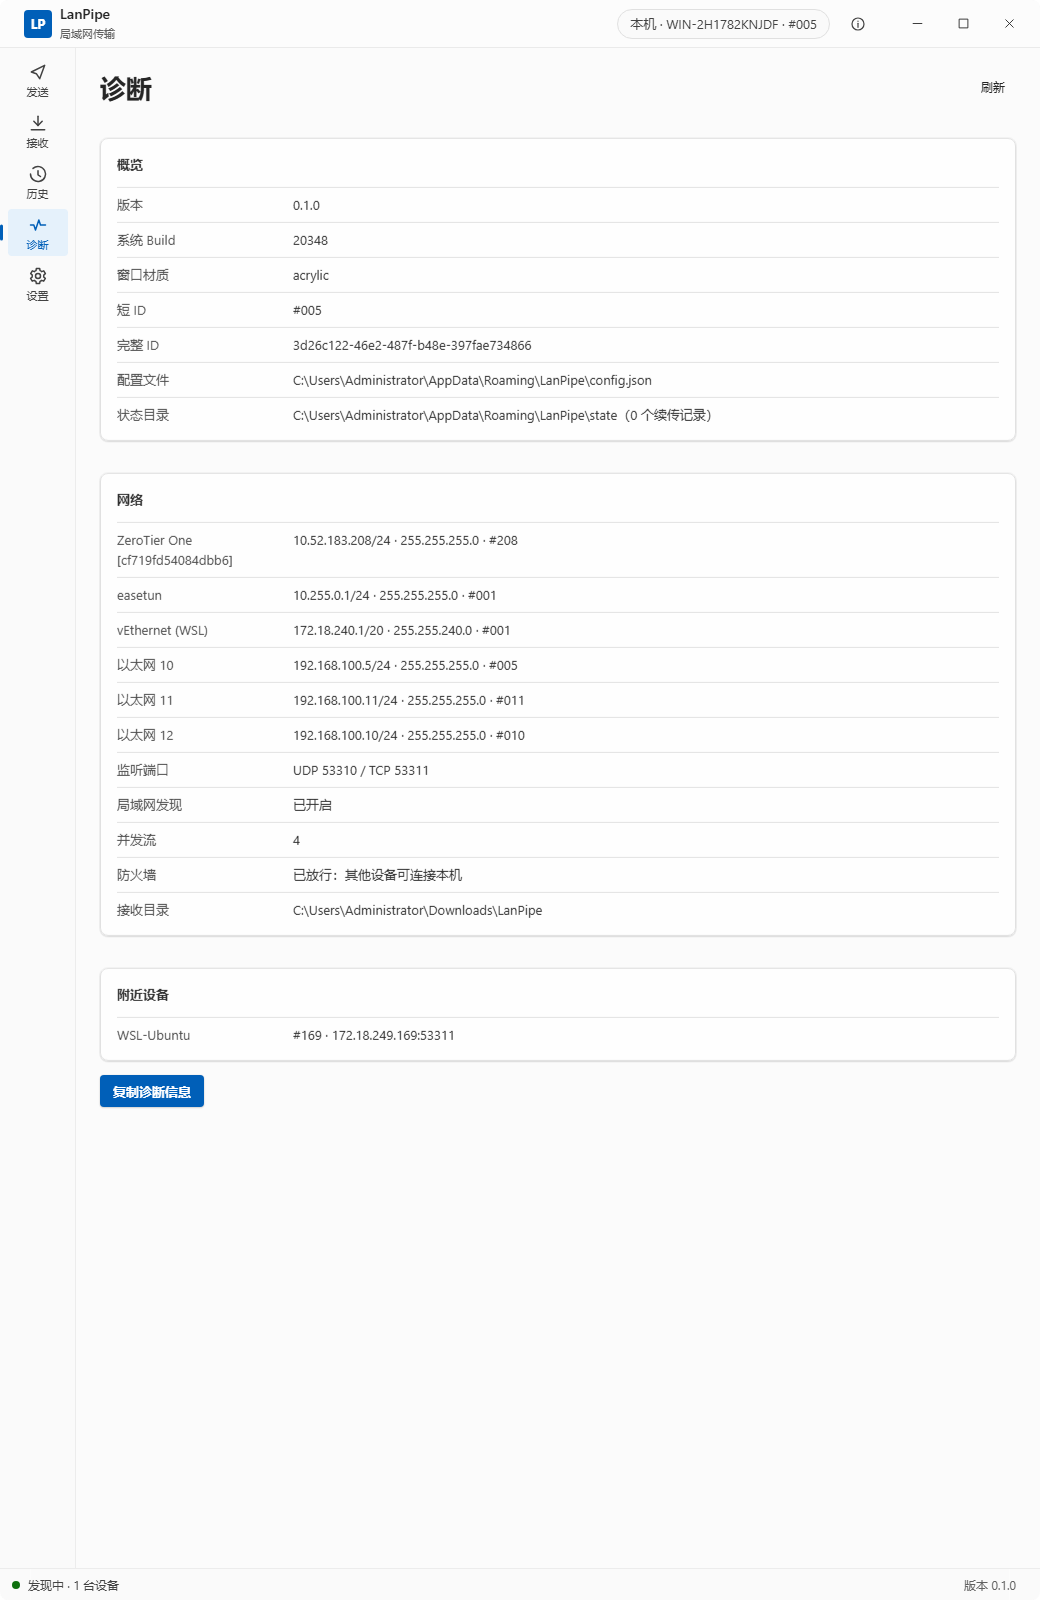 LP
LanPipe
局域网传输
本机 · WIN-2H1782KNJDF · #005
发送
接收
历史
诊断
设置
诊断
刷新
概览
版本 0.1.0
系统 Build 20348
窗口材质 acrylic
短 ID #005
完整 ID 3d26c122-46e2-487f-b48e-397fae734866
配置文件 C:\Users\Administrator\AppData\Roaming\LanPipe\config.json
状态目录 C:\Users\Administrator\AppData\Roaming\LanPipe\state（0 个续传记录）
网络
ZeroTier One 10.52.183.208/24 · 255.255.255.0 · #208
[cf719fd54084dbb6]
easetun 10.255.0.1/24 · 255.255.255.0 · #001
vEthernet (WSL) 172.18.240.1/20 · 255.255.240.0 · #001
以太网 10 192.168.100.5/24 · 255.255.255.0 · #005
以太网 11 192.168.100.11/24 · 255.255.255.0 · #011
以太网 12 192.168.100.10/24 · 255.255.255.0 · #010
监听端口 UDP 53310 / TCP 53311
局域网发现 已开启
并发流 4
防火墙 已放行：其他设备可连接本机
接收目录 C:\Users\Administrator\Downloads\LanPipe
附近设备
WSL-Ubuntu #169 · 172.18.249.169:53311
复制诊断信息
发现中 · 1 台设备
版本 0.1.0